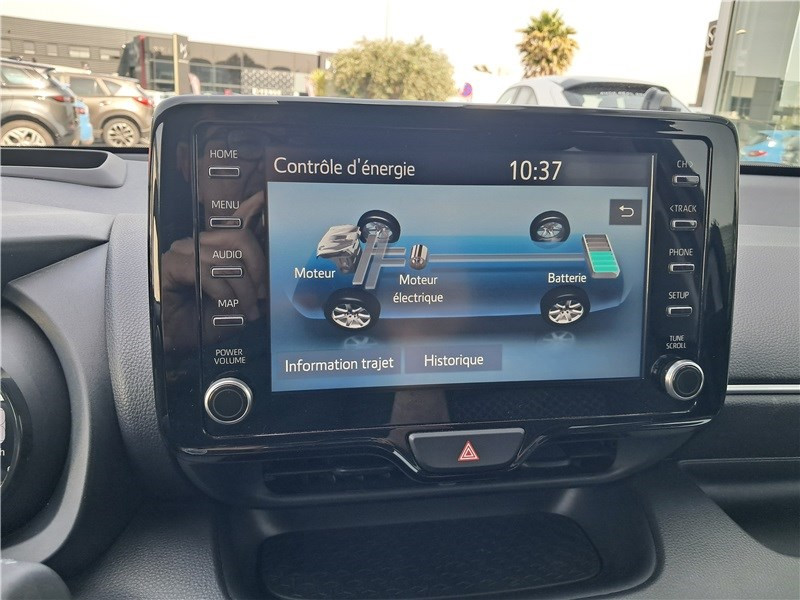 HOME
MENU
AUDIO
MAP
POWER
VOLUME
Contrôle d'énergie 10:37
Moteur
Moteur
électrique
Batterie
Information trajet Historique
CH>
<TRACK
PHONE
SETUP
TUNE
SCROLL